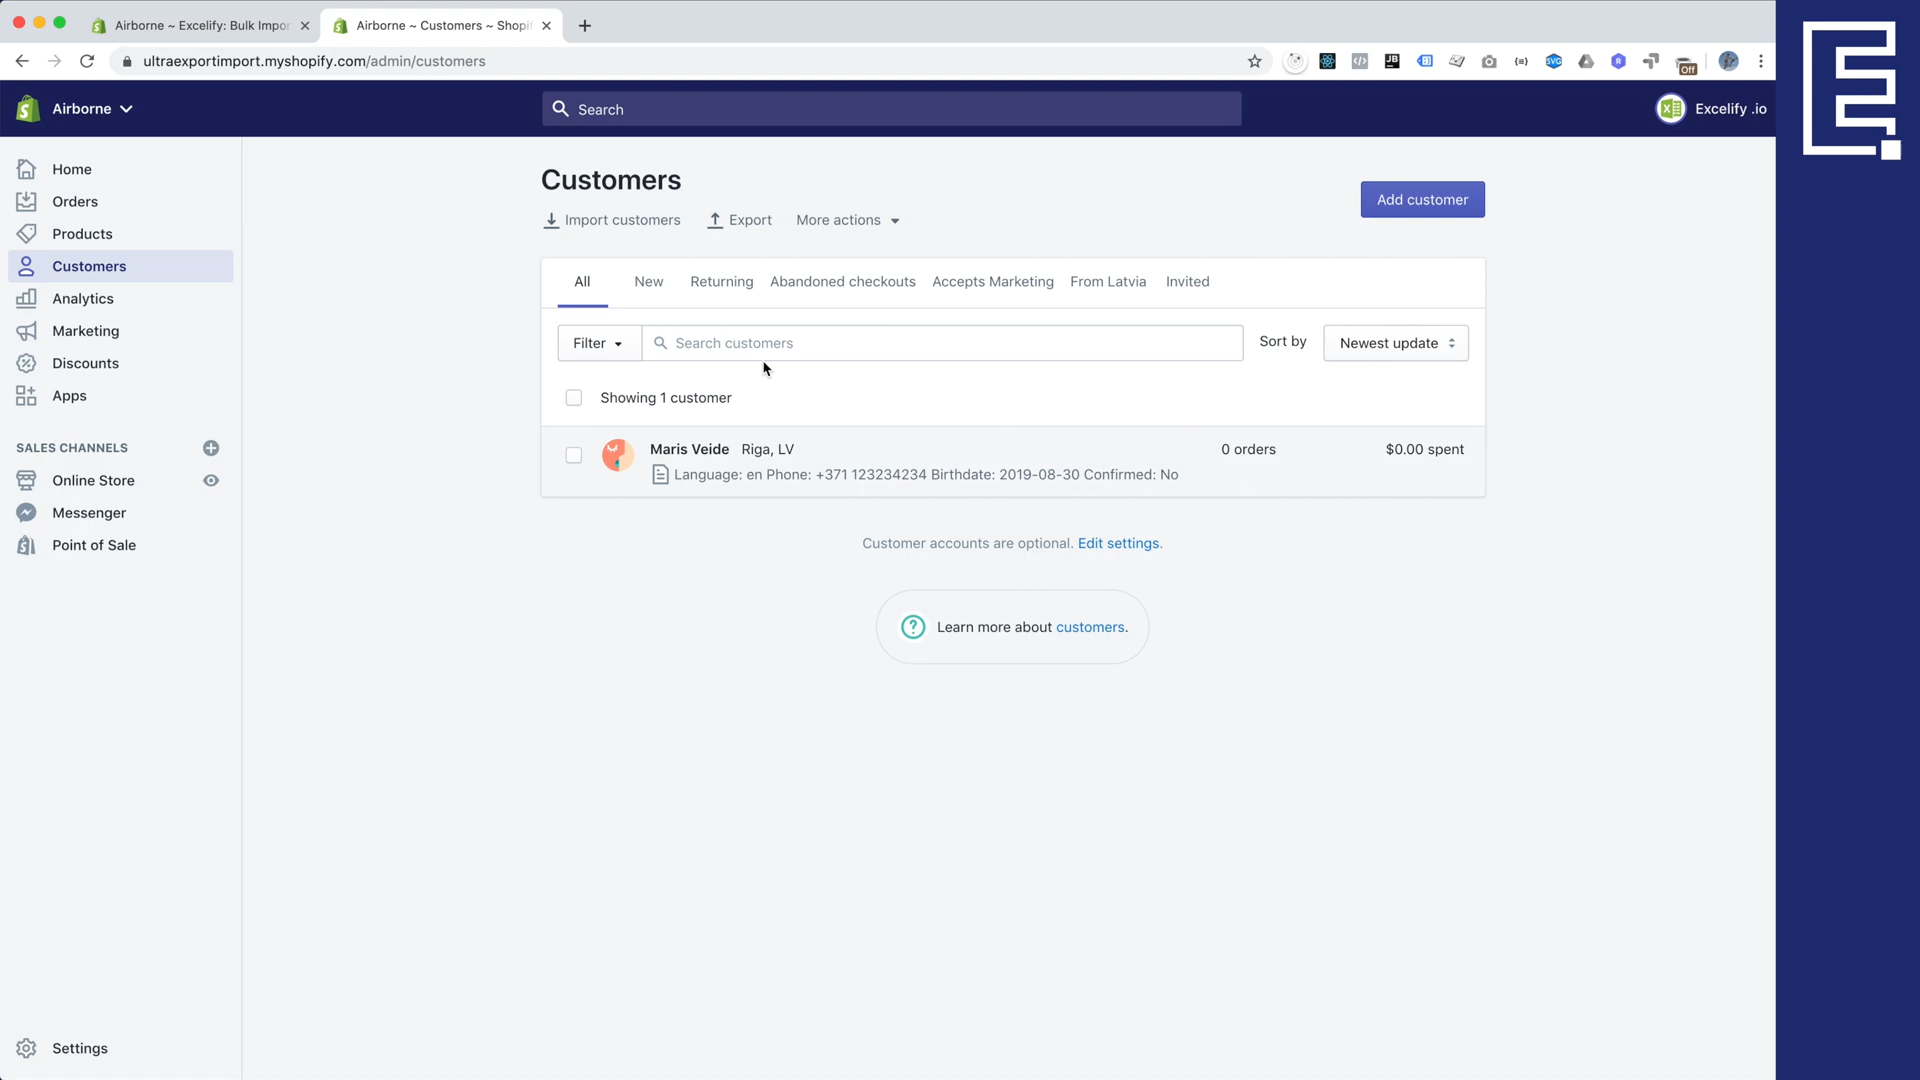 Airborne ~ Excelify: Bulk Impor
Airborne ~ Customers ~ Shopif
ultraexportimport.myshopify.com/admin/customers
JB
SVG
R
Off
Airborne
Search
Excelify .io
Home
Orders
Products
Customers
Analytics
Marketing
Discounts
Apps
SALES CHANNELS
Online Store
Messenger
Point of Sale
Settings
Customers
Import customers
Export
More actions
Add customer
All
New
Returning
Abandoned checkouts
Accepts Marketing
From Latvia
Invited
Filter
Search customers
Sort by
Newest update
Showing 1 customer
Maris Veide Riga, LV
0 orders
$0.00 spent
Language: en Phone: +371 123234234 Birthdate: 2019-08-30 Confirmed: No
Customer accounts are optional. Edit settings.
Learn more about customers.